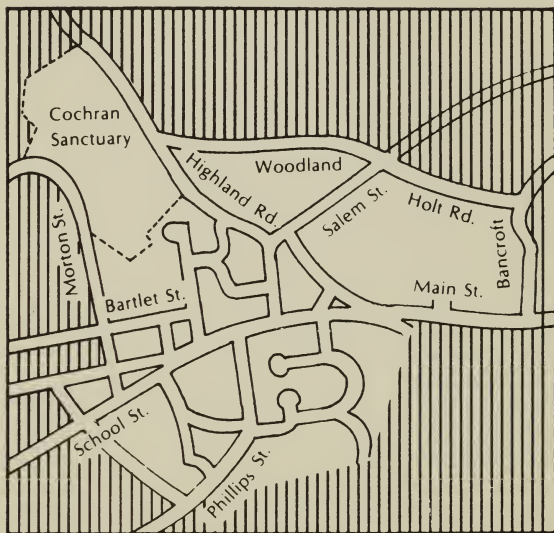 Cochran
Sanctuary
Woodland
Highland Rd.
Salem St.
Holt Rd.
Bancroft
Morton St.
Main St.
Bartlet St.
School St.
Phillips St.